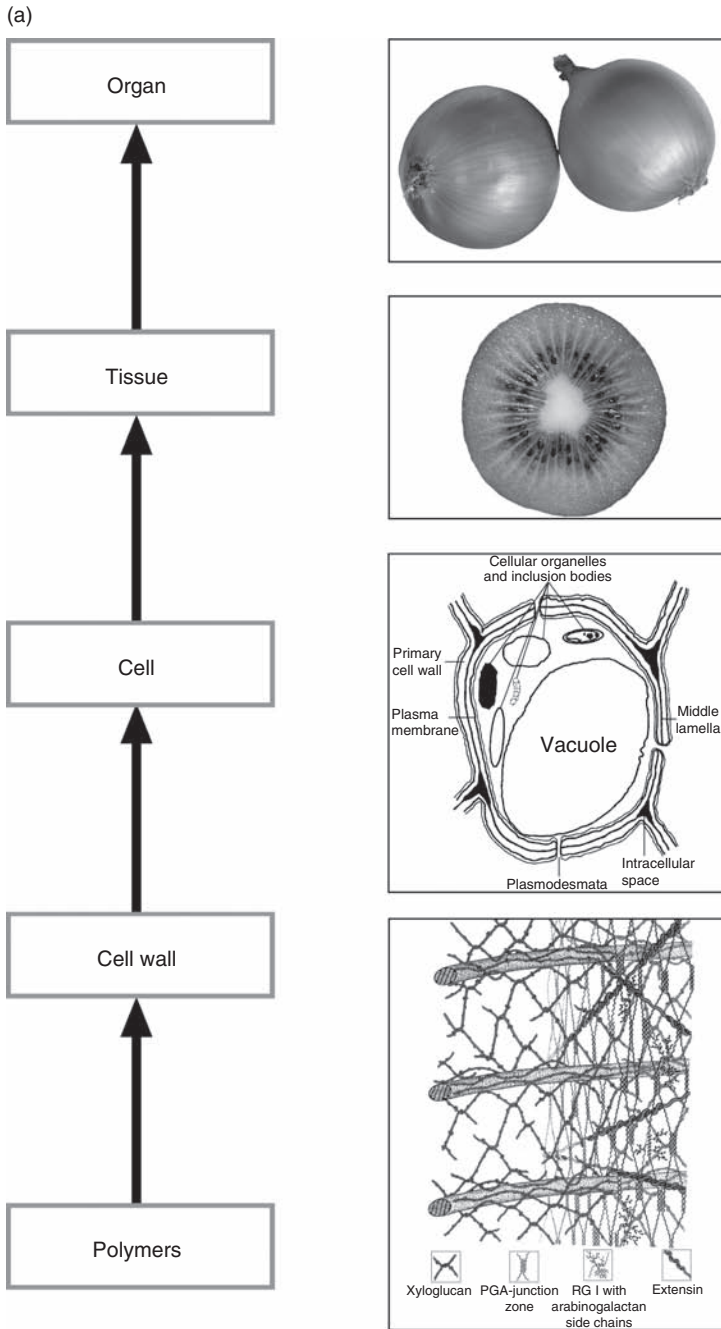 (a)
Organ
Tissue
Cellular organelles
and inclusion bodies
Primary
cell wall
Cell
Plasma
membrane
Middle
lamella
Vacuole
Intracellular
space
Plasmodesmata
Cell wall
Polymers
Xyloglucan
PGA-junction
zone
RG I with
arabinogalactan
side chains
Extensin